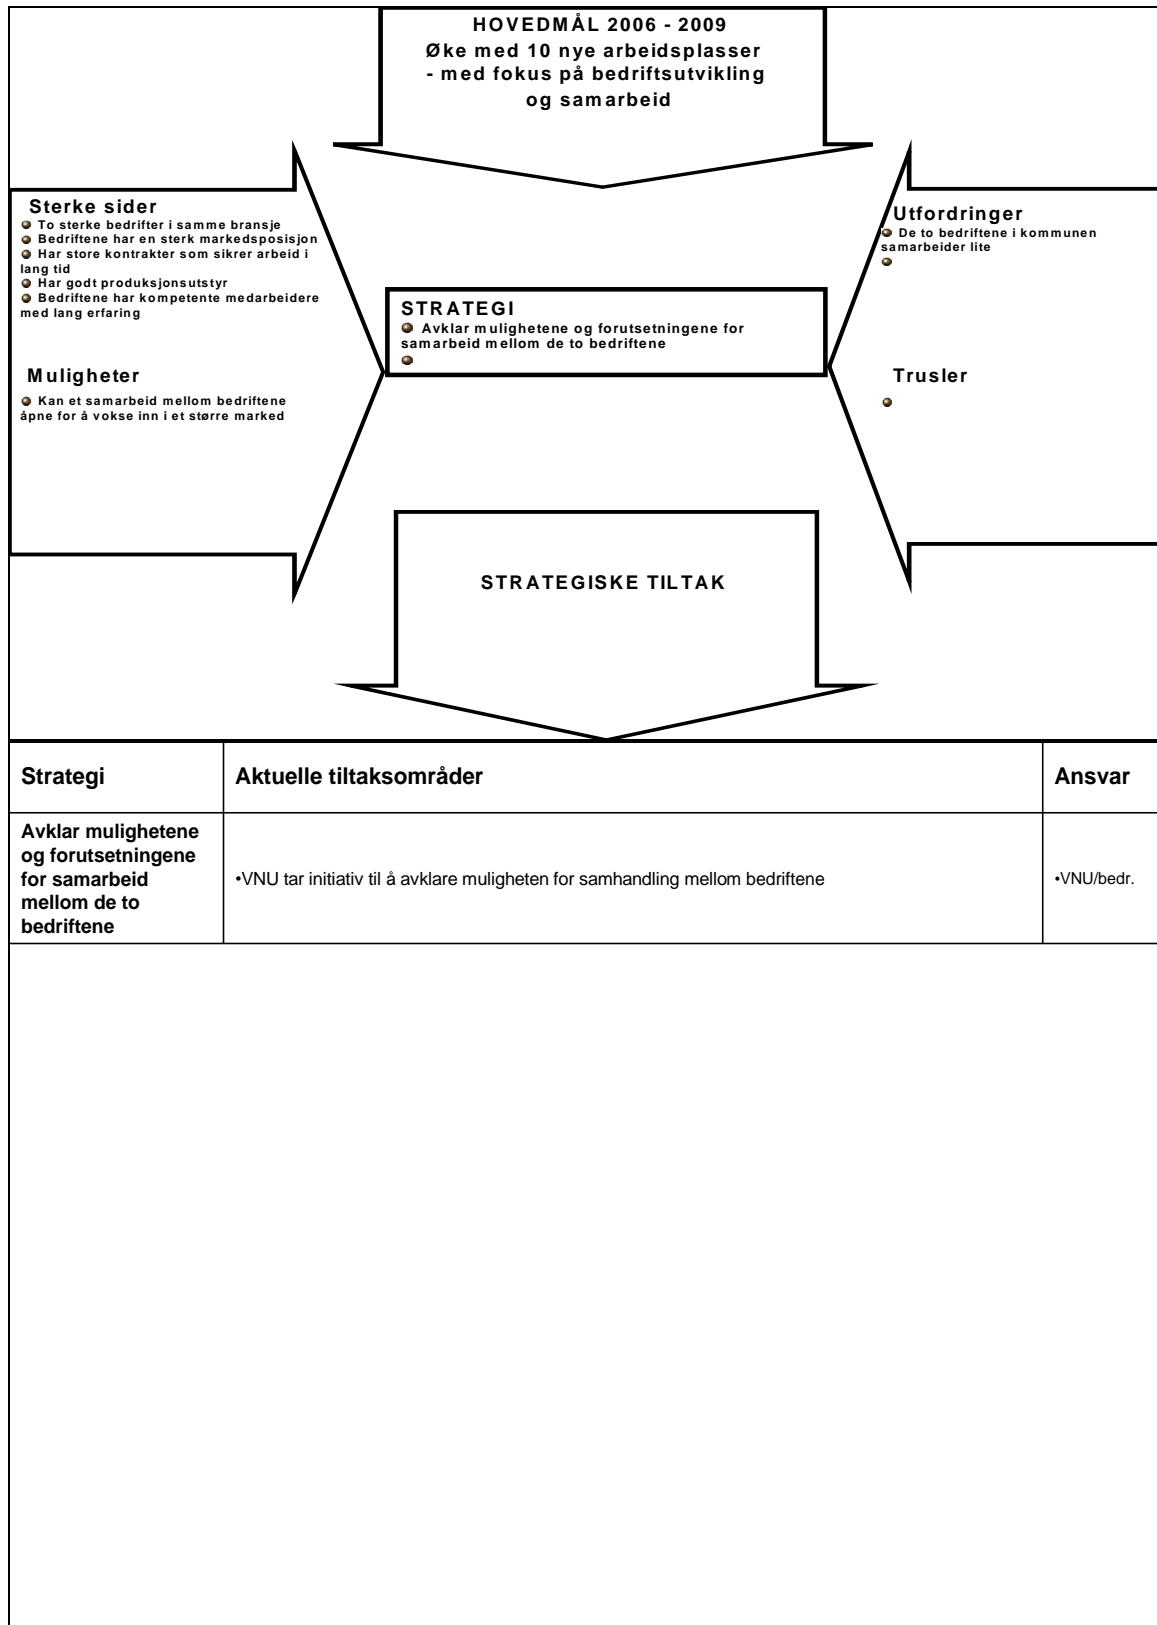 HOVEDMÅL 2006 - 2009
Øke med 10 nye arbeidsplasser
- med fokus på bedriftsutvikling
og samarbeid
Sterke sider
To sterke bedrifter i samme bransje
Bedriftene har en sterk markedsposisjon
Har store kontrakter som sikrer arbeid i
lang tid
Har godt produksjonsutstyr
Bedriftene har kompetente medarbeidere
med lang erfaring
Muligheter
Kan et samarbeid mellom bedriftene
åpne for å vokse inn i et større marked
STRATEGI
Avklar mulighetene og forutsetningene for
samarbeid mellom de to bedriftene
Utfordringer
De to bedriftene i kommunen
samarbeider lite
Trusler
STRATEGISKE TILTAK
Strategi
Aktuelle tiltaksområder
Ansvar
Avklar mulighetene
og forutsetningene
for samarbeid
mellom de to
bedriftene
•VNU tar initiativ til å avklare muligheten for samhandling mellom bedriftene
•VNU/bedr.